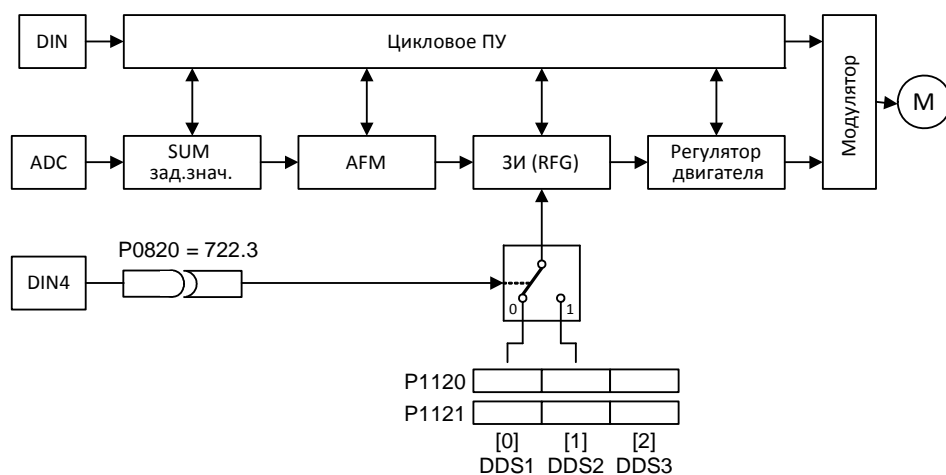 DIN
Цикловое ПУ
Модулятор
М
ADC
SUM
зад.знач.
AFM
ЗИ (RFG)
Регулятор
двигателя
P0820 = 722.3
DIN4
0
1
P1120
P1121
[0]
[1]
[2]
DDS1
DDS2
DDS3